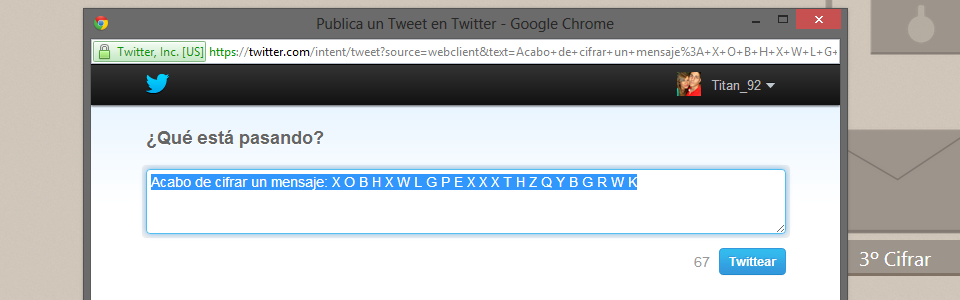 Publica un Tweet en Twitter - Google Chrome
Twitter, Inc. [US] https://twitter.com/intent/tweet?source=webclient&text=Acabo+de+cifrar+un+mensaje%3A+X+O+B+H+X+W+L+G+
Titan_92
¿Qué está pasando?
Acabo de cifrar un mensaje: X O B H X W L G P E X X X T H Z Q Y B G R W K
67 Twittear
3º Cifrar